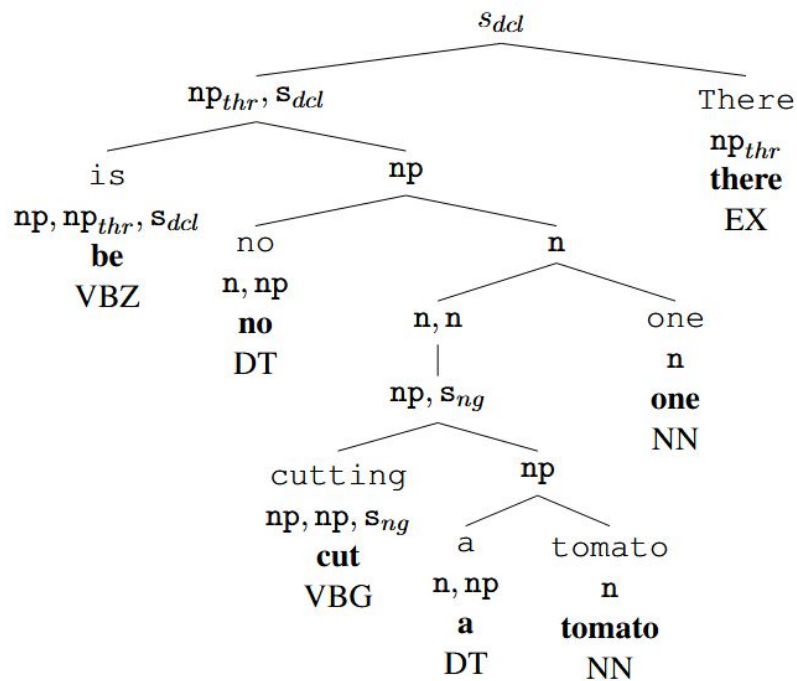 s_dcl
np_thr, s_dcl
There
np_thr
there
EX
is
np, np_thr, s_dcl
be
VBZ
np
no
n, np
no
DT
n
n, n
one
n
one
NN
np, s_ng
cutting
np, np, s_ng
cut
VBG
np
a
n, np
a
DT
tomato
n
tomato
NN